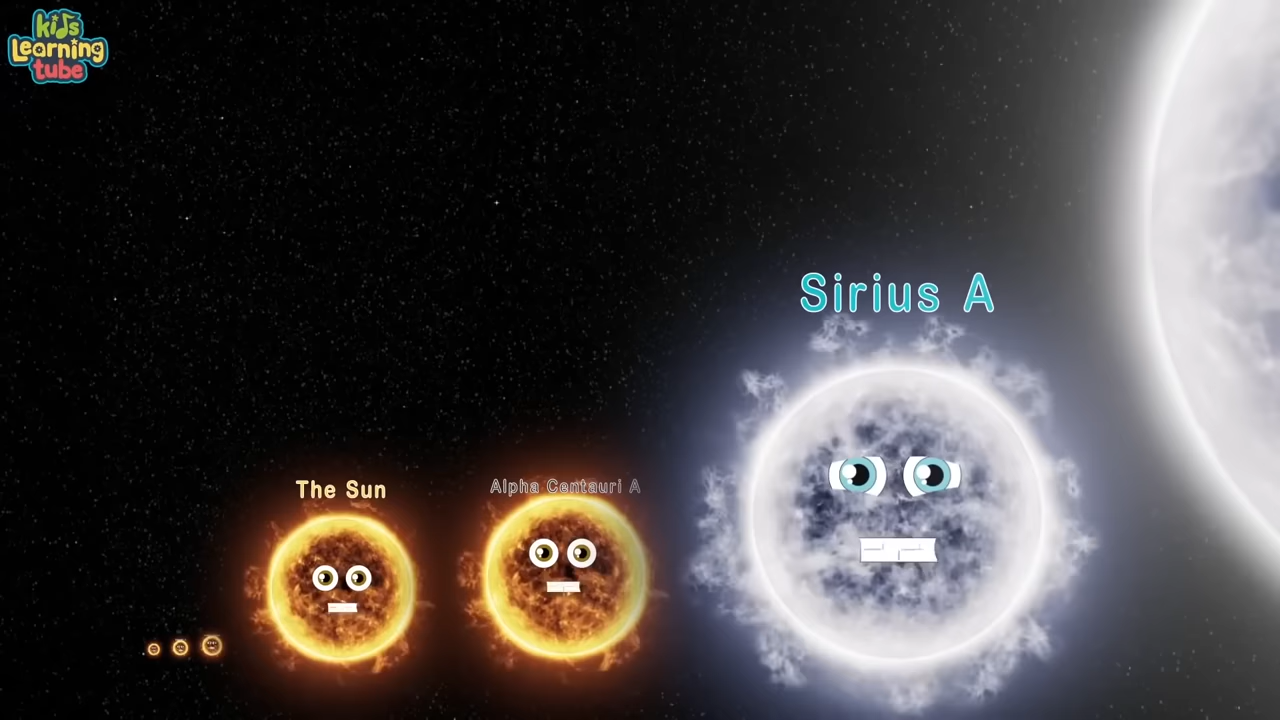 kids
Learning
tube
Sirius A
The Sun
Alpha Centauri A